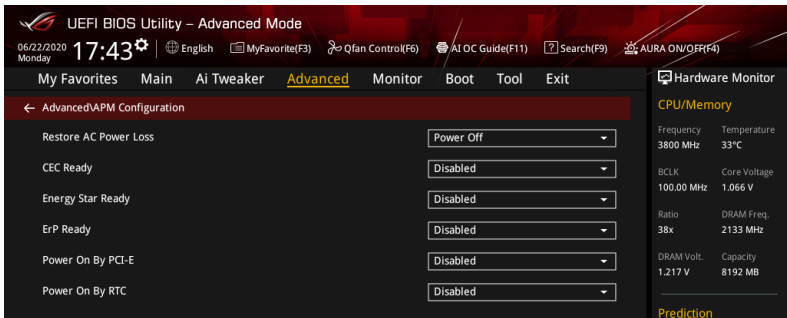 UEFI BIOS Utility – Advanced Mode
06/22/2020 Monday 17:43 English MyFavorite(F3) Qfan Control(F6) AI OC Guide(F11) Search(F9) AURA ON/OFF(F4)
My Favorites Main Ai Tweaker Advanced Monitor Boot Tool Exit
← Advanced\APM Configuration
Restore AC Power Loss Power Off
CEC Ready Disabled
Energy Star Ready Disabled
ErP Ready Disabled
Power On By PCI-E Disabled
Power On By RTC Disabled
Hardware Monitor
CPU/Memory
Frequency Temperature
3800 MHz 33°C
BCLK Core Voltage
100.00 MHz 1.066 V
Ratio DRAM Freq.
38x 2133 MHz
DRAM Volt. Capacity
1.217 V 8192 MB
Prediction